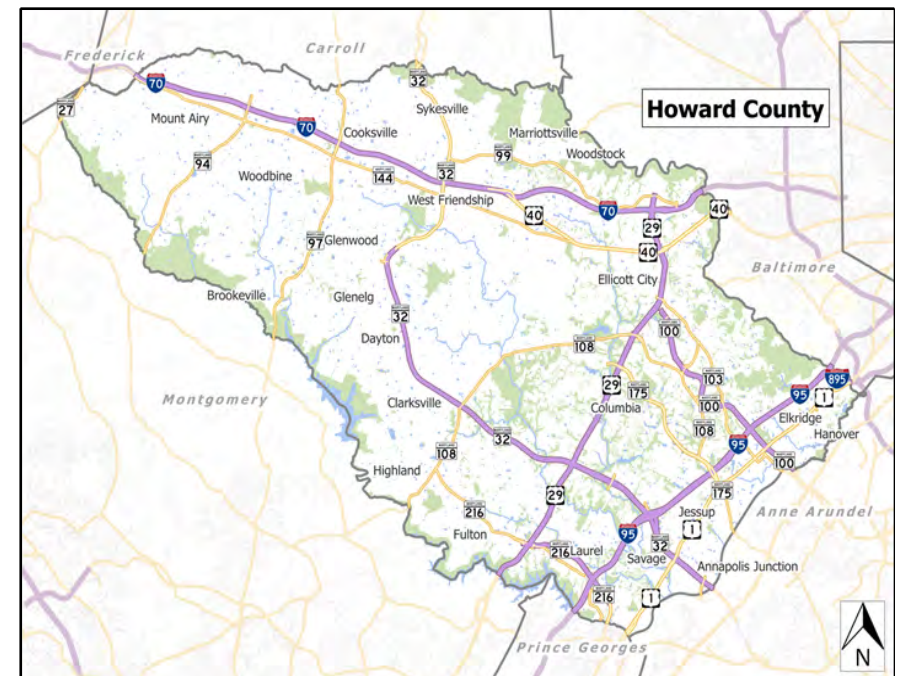 Carroll
Frederick
70
32
27
Howard County
Sykesville
Mount Airy
70
Cooksville
Marriottsville
99
Woodstock
94
Woodbine
144
32
West Friendship
70
40
40
29
97
Glenwood
40
Baltimore
Ellicott City
Brookeville
Glenelg
32
Dayton
100
108
103
895
29
175
95
1
Montgomery
Clarksville
Columbia
100
Elkridge
108
Hanover
32
95
108
100
Highland
175
29
216
Jessup
Anne Arundel
1
Fulton
95
216
Laurel
32
Savage
Annapolis Junction
216
1
Prince Georges
N